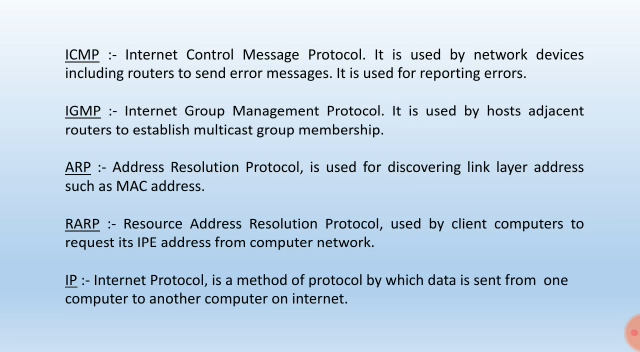 ICMP :- Internet Control Message Protocol. It is used by network devices
including routers to send error messages. It is used for reporting errors.
IGMP :- Internet Group Management Protocol. It is used by hosts adjacent
routers to establish multicast group membership.
ARP :- Address Resolution Protocol, is used for discovering link layer address
such as MAC address.
RARP :- Resource Address Resolution Protocol, used by client computers to
request its IPE address from computer network.
IP :- Internet Protocol, is a method of protocol by which data is sent from one
computer to another computer on internet.